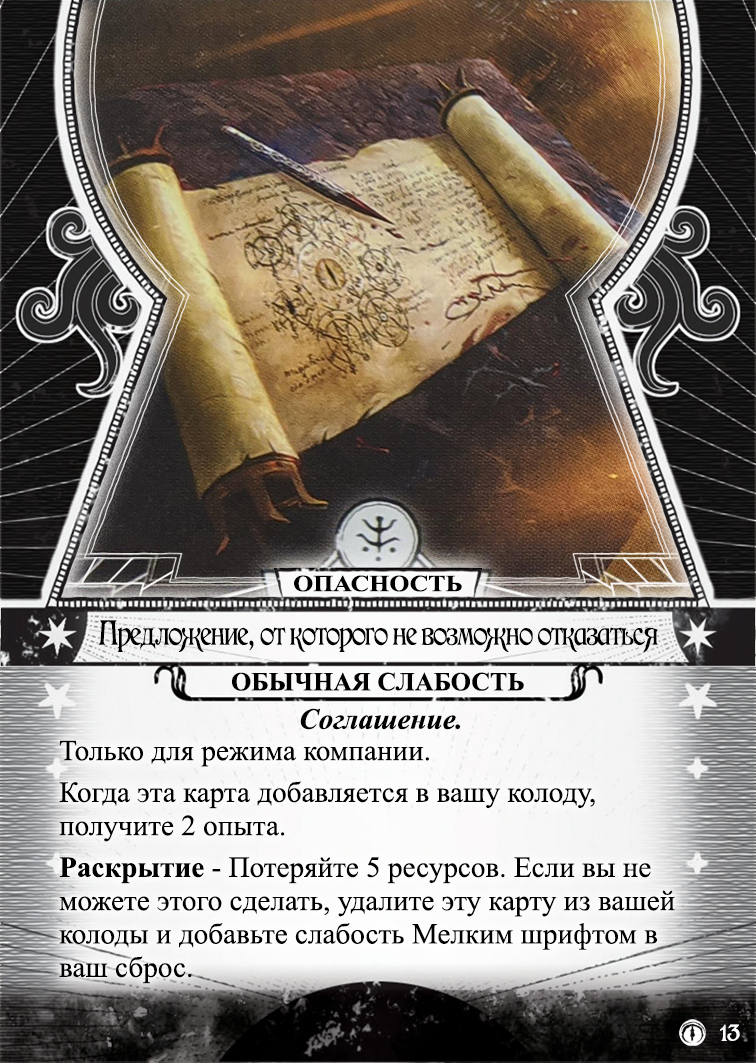 ОПАСНОСТЬ
Предложение, от которого не возможно отказаться
ОБЫЧНАЯ СЛАБОСТЬ
Соглашение.
Только для режима компании.
Когда эта карта добавляется в вашу колоду,
получите 2 опыта.
Раскрытие - Потеряйте 5 ресурсов. Если вы не
можете этого сделать, удалите эту карту из вашей
колоды и добавьте слабость Мелким шрифтом в
ваш сброс.
13